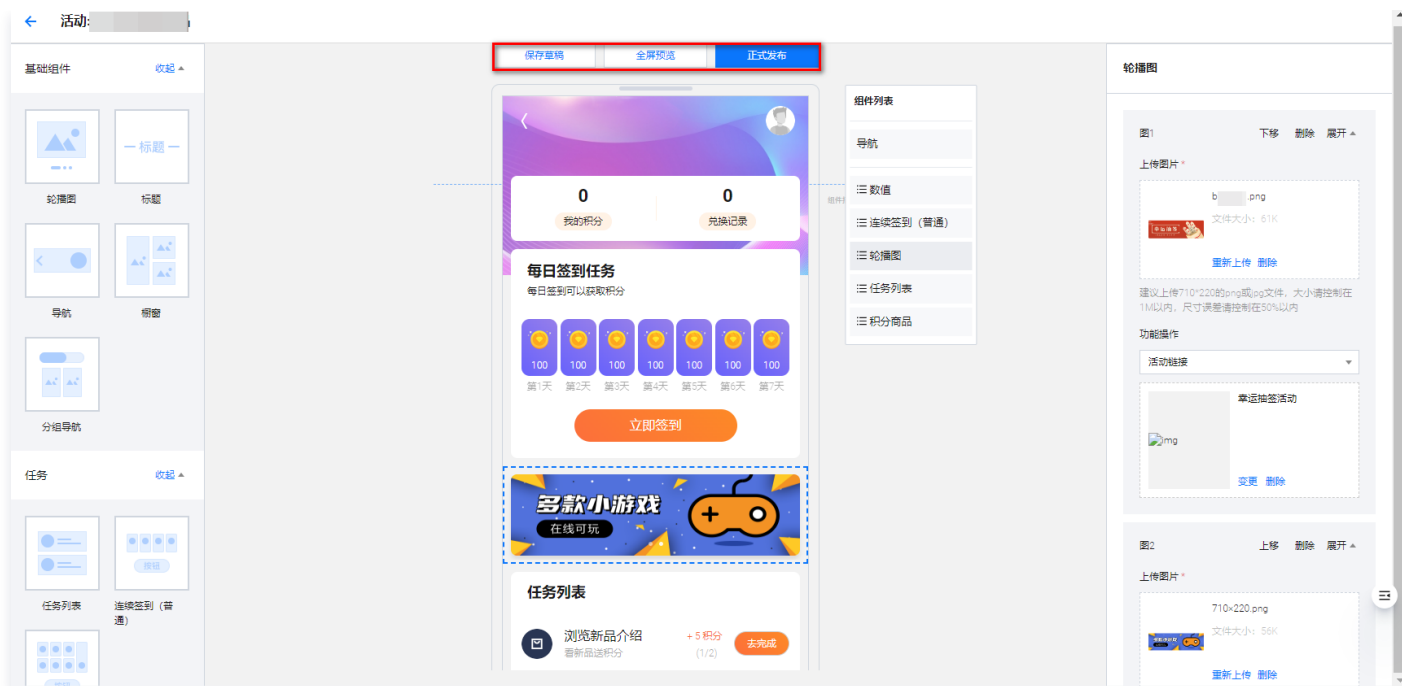 活动:
基础组件
收起
标题
轮播图
标题
导航
橱窗
分组导航
任务
收起
按钮
任务列表
连续签到（普通）
保存草稿
全屏预览
正式发布
0
我的积分
0
兑换记录
每日签到任务
每日签到可以获取积分
100 100 100 100 100 100 100
第1天 第2天 第3天 第4天 第5天 第6天 第7天
立即签到
多款小游戏
在线可玩
任务列表
浏览新品介绍
看新品送积分
+5积分
(1/2)
去完成
组件列表
导航
数值
连续签到（普通）
轮播图
任务列表
积分商品
轮播图
图1
下移 删除 展开
上传图片*
b .png
文件大小：61K
重新上传 删除
建议上传710*220的png或jpg文件，大小请控制在
1M以内，尺寸误差请控制在50%以内
功能操作
活动链接
img
幸运抽签活动
变更 删除
图2
上移 删除 展开
上传图片*
710×220.png
文件大小：56K
重新上传 删除